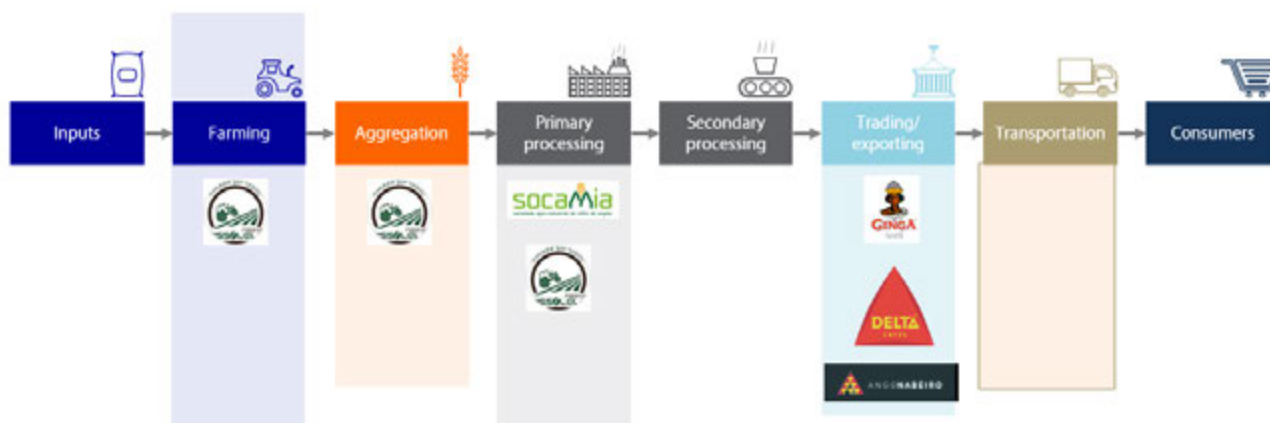 Inputs
Farming
Aggregation
Primary
processing
Secondary
processing
Trading/
exporting
Transportation
Consumers
socamia
GINGA
DELTA
ANGONABEIRO